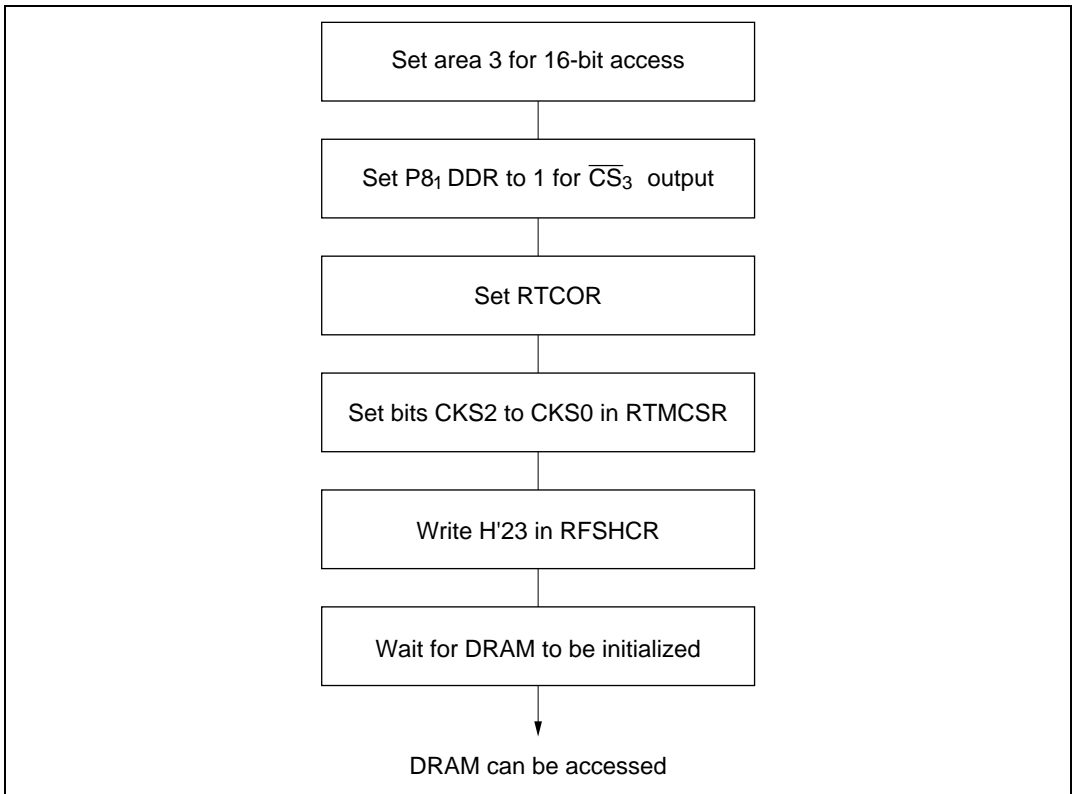 Set area 3 for 16-bit access
Set P8₁ DDR to 1 for C̅S̅₃ output
Set RTCOR
Set bits CKS2 to CKS0 in RTMCSR
Write H'23 in RFSHCR
Wait for DRAM to be initialized
DRAM can be accessed